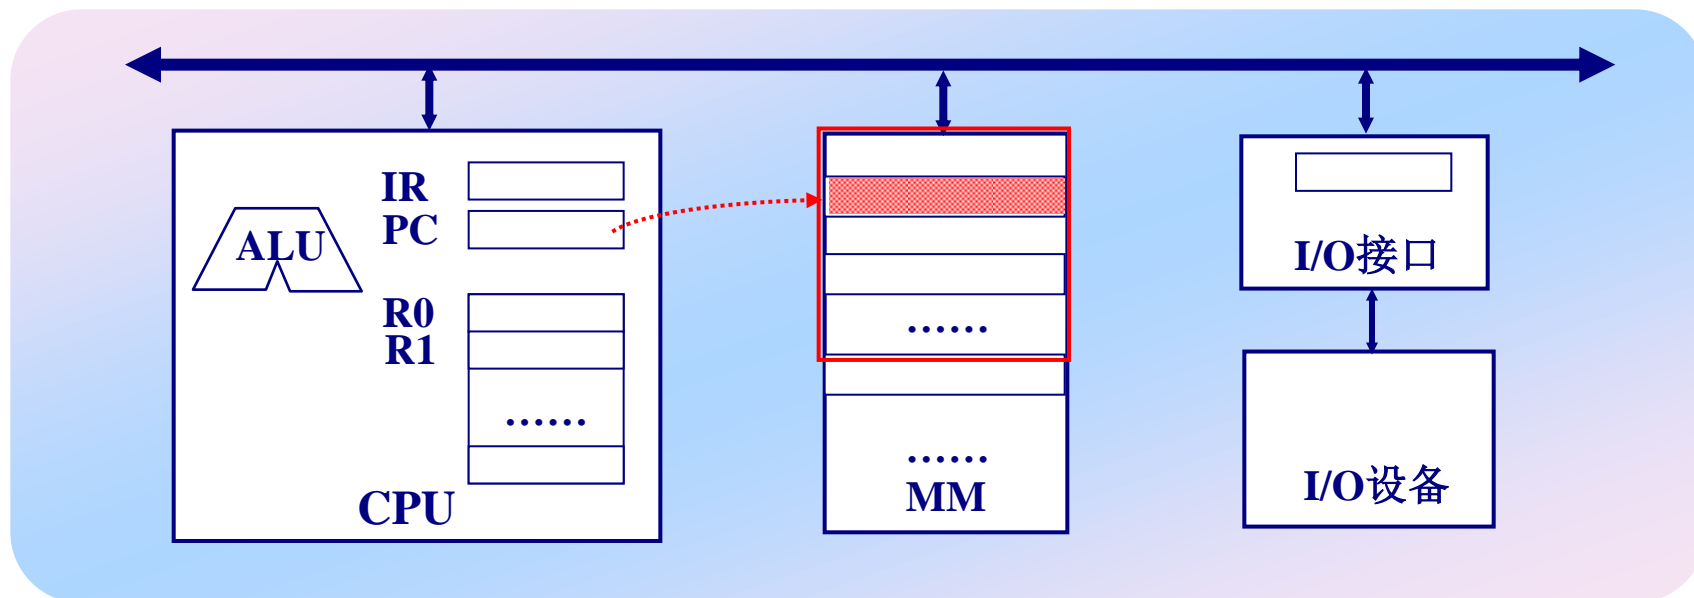 IR
PC
ALU
R0
R1
……
CPU
……
……
MM
I/O接口
I/O设备